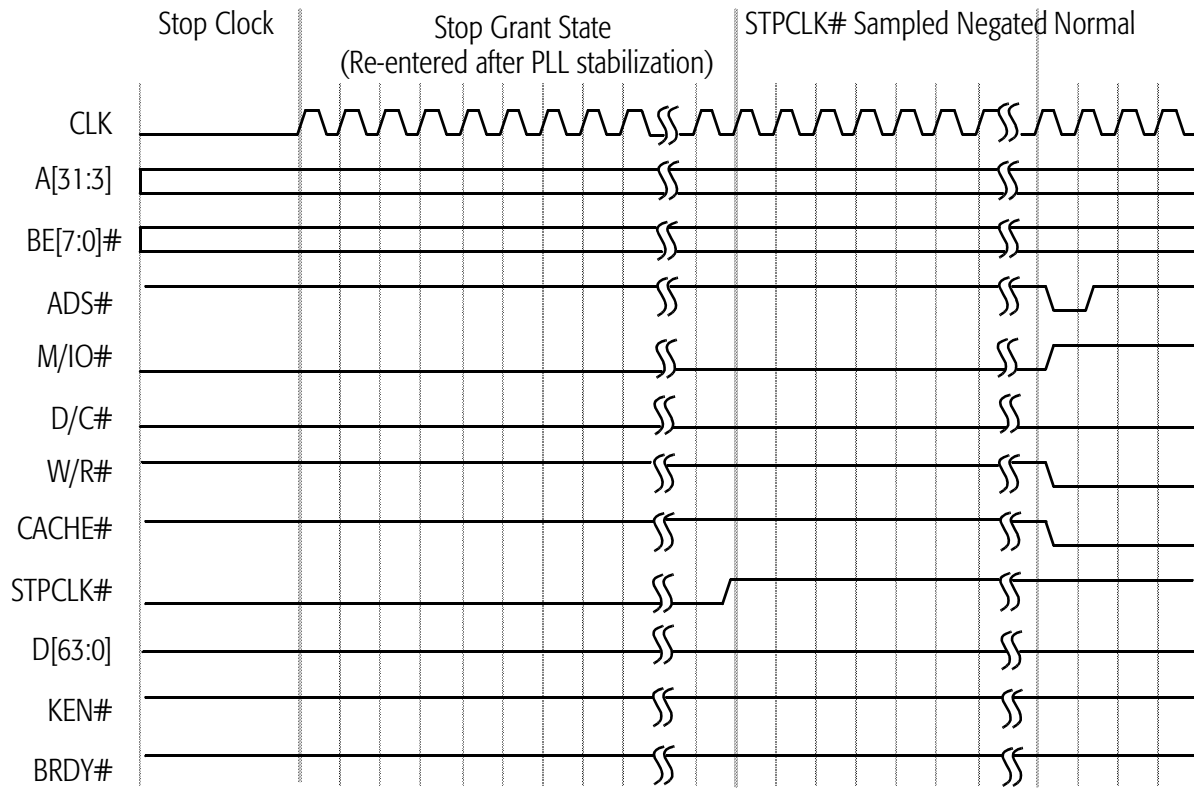 Stop Clock
Stop Grant State
(Re-entered after PLL stabilization)
STPCLK# Sampled Negated Normal
CLK
A[31:3]
BE[7:0]#
ADS#
M/IO#
D/C#
W/R#
CACHE#
STPCLK#
D[63:0]
KEN#
BRDY#